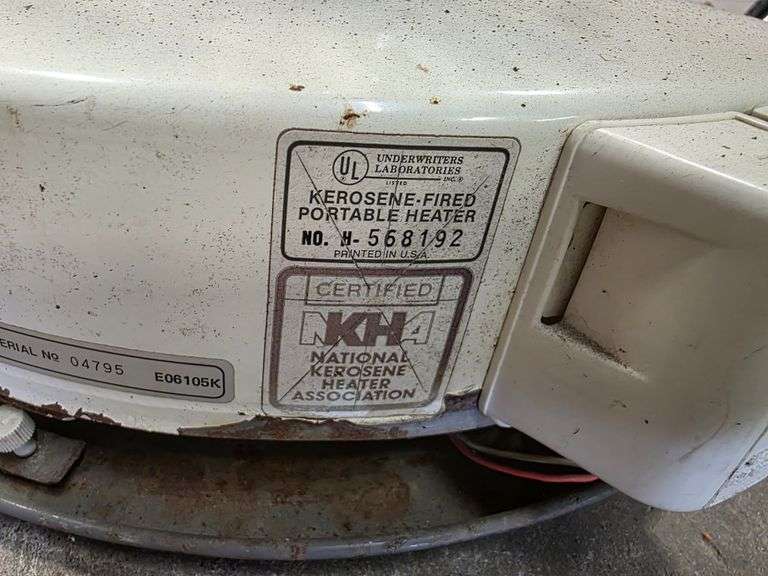 UL
®
UNDERWRITERS
LABORATORIES
INC.®
LISTED
KEROSENE-FIRED
PORTABLE HEATER
NO. H- 568192
PRINTED IN U.S.A.
CERTIFIED
NKHA
NATIONAL
KEROSENE
HEATER
ASSOCIATION
ERIAL Nº 04795 E06105K